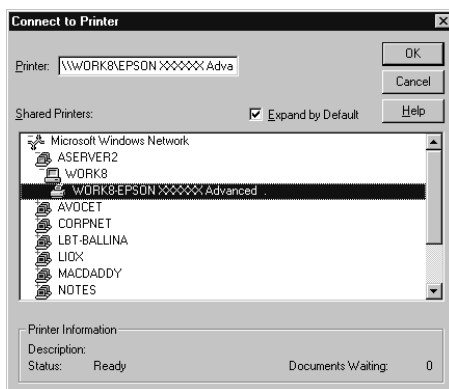 Connect to Printer
Printer: \\WORK8\EPSON XXXXXX Adva
OK
Cancel
Help
Shared Printers:
Expand by Default
Microsoft Windows Network
ASERVER2
WORK8
WORK8-EPSON XXXXXX Advanced .
AVOCET
CORPNET
LBT-BALLINA
LIOX
MACDADDY
NOTES
Printer Information
Description:
Status: Ready Documents Waiting: 0